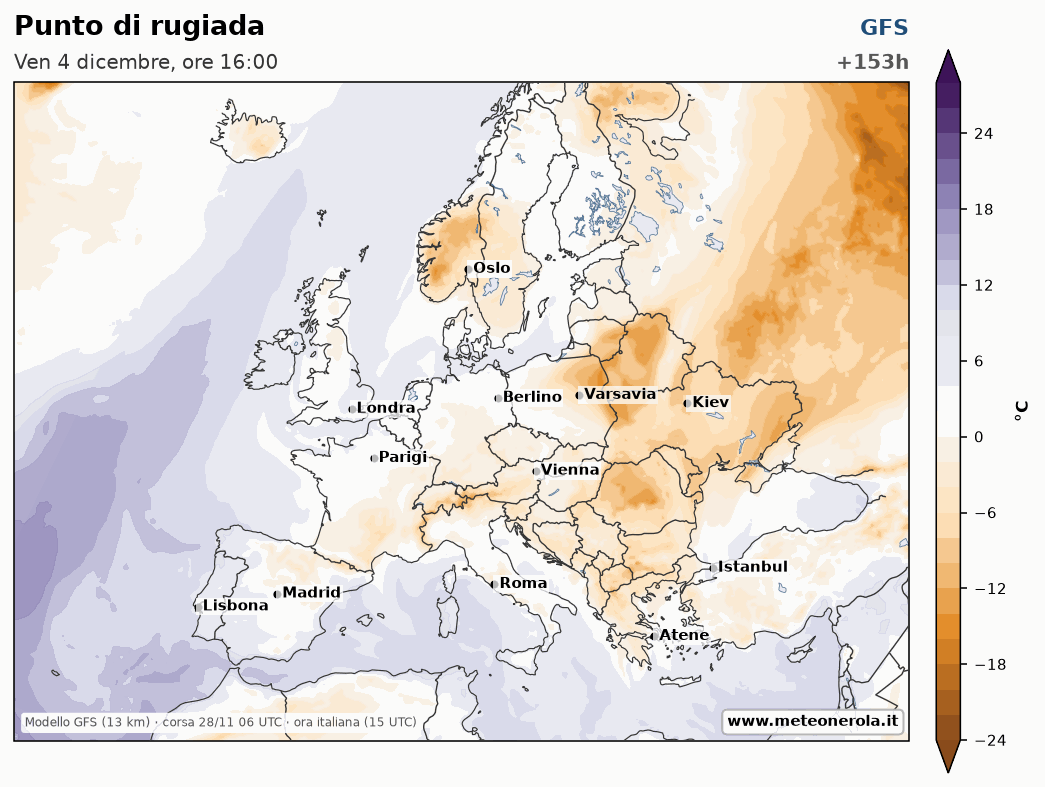 Punto di rugiada
GFS
Ven 4 dicembre, ore 16:00
+153h
24
18
12
6
0
−6
−12
−18
−24
°C
Oslo
Berlino
Varsavia
Kiev
Londra
Parigi
Vienna
Istanbul
Roma
Madrid
Lisbona
Atene
Modello GFS (13 km) · corsa 28/11 06 UTC · ora italiana (15 UTC)
www.meteonerola.it